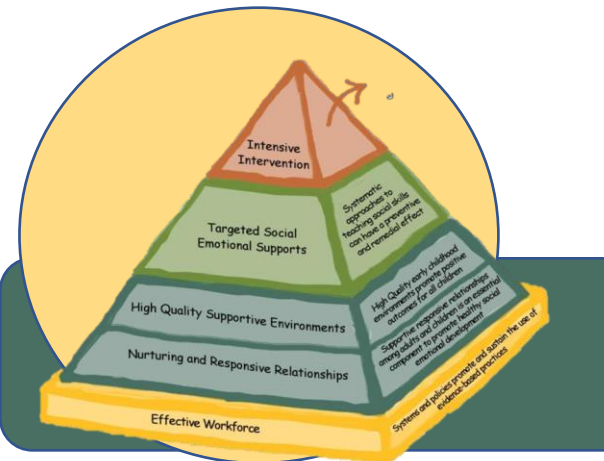 Intensive
Intervention
Targeted Social
Emotional Supports
Systematic
approaches to
teaching social skills
can have a preventive
and remedial effect
High Quality Supportive Environments
High Quality early childhood
environments promote positive
outcomes for all children
Nurturing and Responsive Relationships
Supportive responsive relationships
among adults and children is an essential
component to promote healthy social
emotional development
Effective Workforce
Systems and policies promote and sustain the use of
evidence-based practices